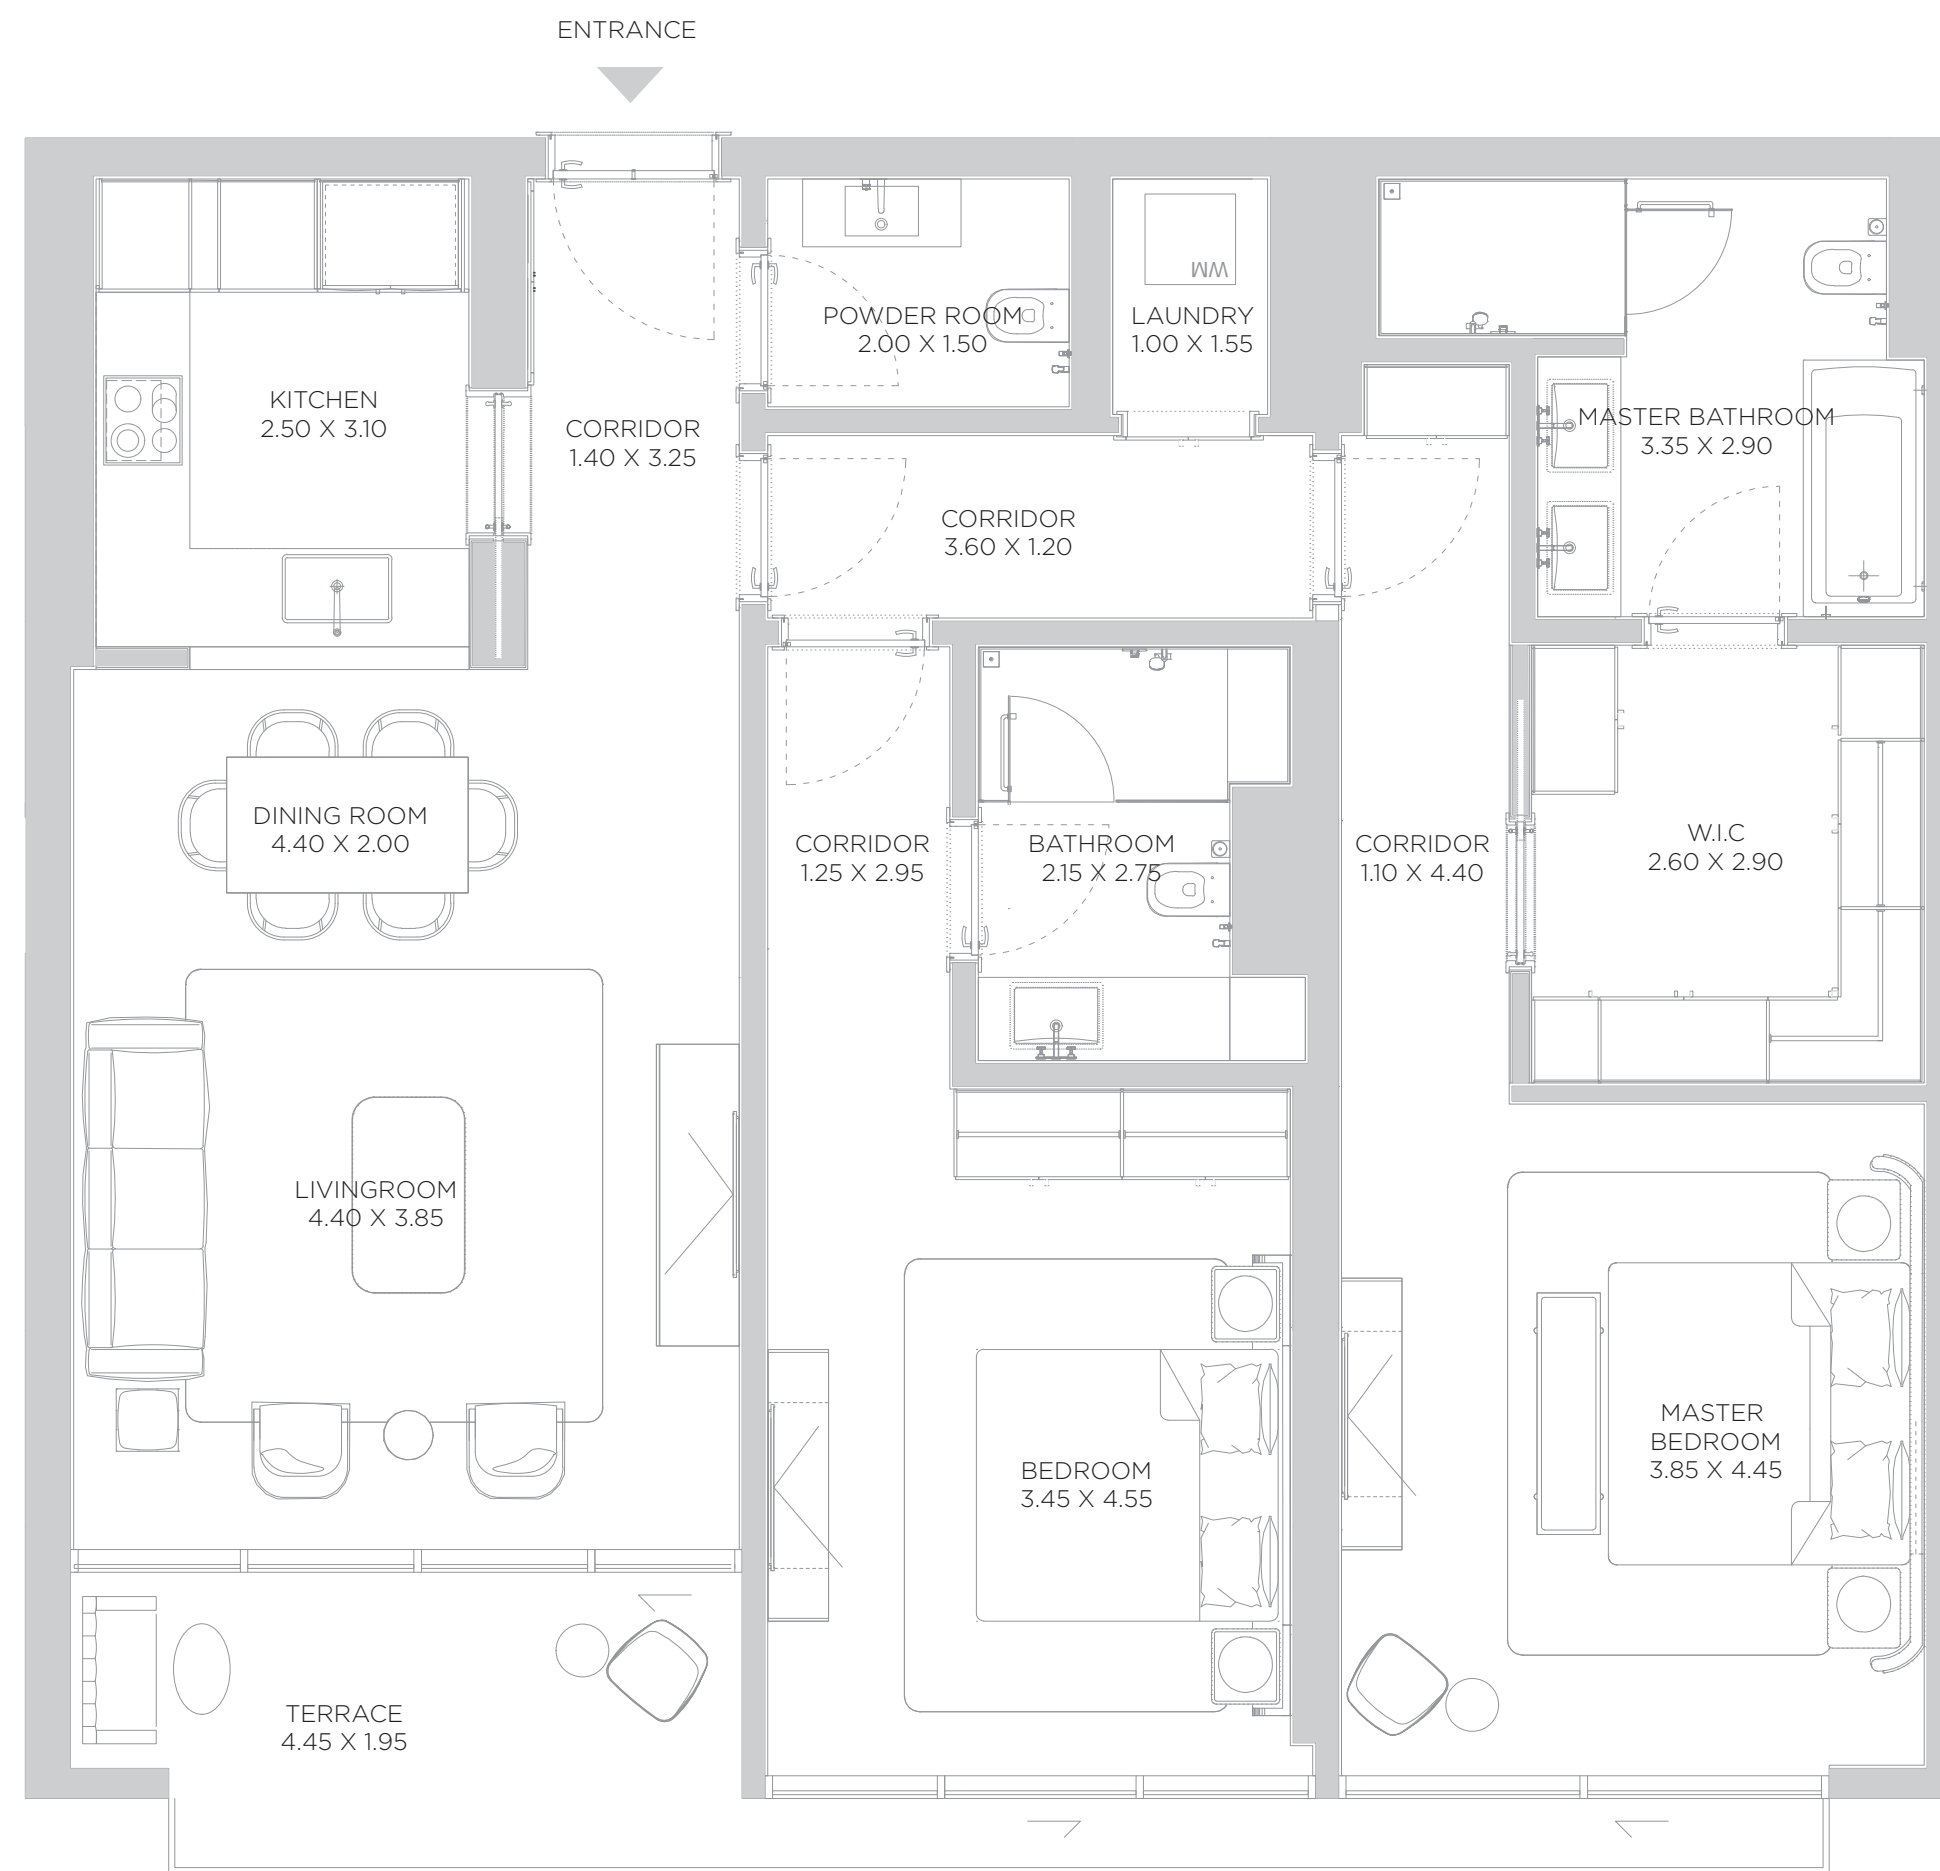 ENTRANCE
POWDER ROOM
2.00 X 1.50
WM
LAUNDRY
1.00 X 1.55
KITCHEN
2.50 X 3.10
CORRIDOR
1.40 X 3.25
MASTER BATHROOM
3.35 X 2.90
CORRIDOR
3.60 X 1.20
DINING ROOM
4.40 X 2.00
CORRIDOR
1.25 X 2.95
BATHROOM
2.15 X 2.75
CORRIDOR
1.10 X 4.40
W.I.C
2.60 X 2.90
LIVINGROOM
4.40 X 3.85
BEDROOM
3.45 X 4.55
MASTER
BEDROOM
3.85 X 4.45
TERRACE
4.45 X 1.95